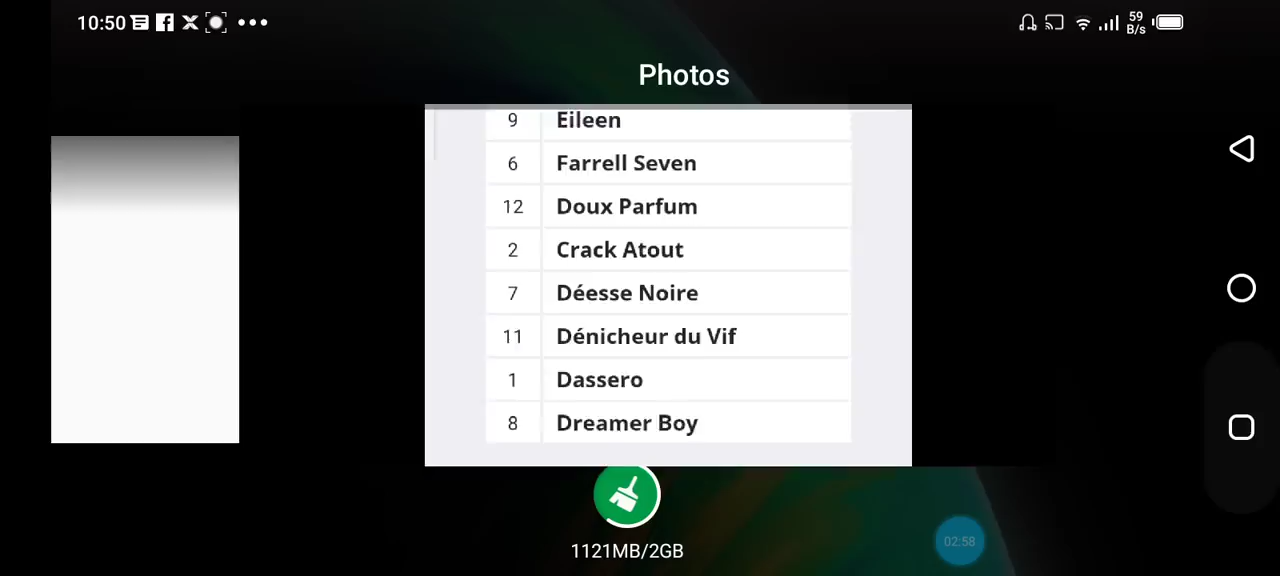 10:50
59
B/s
Photos
9 Eileen
6 Farrell Seven
12 Doux Parfum
2 Crack Atout
7 Déesse Noire
11 Dénicheur du Vif
1 Dassero
8 Dreamer Boy
1121MB/2GB
02:58